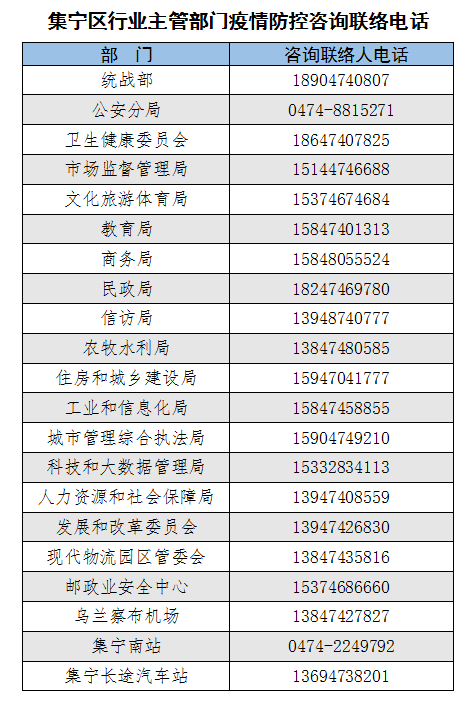 集宁区行业主管部门疫情防控咨询联络电话
部 门 咨询联络人电话
统战部 18904740807
公安分局 0474-8815271
卫生健康委员会 18647407825
市场监督管理局 15144746688
文化旅游体育局 15374674684
教育局 15847401313
商务局 15848055524
民政局 18247469780
信访局 13948740777
农牧水利局 13847480585
住房和城乡建设局 15947041777
工业和信息化局 15847458855
城市管理综合执法局 15904749210
科技和大数据管理局 15332834113
人力资源和社会保障局 13947408559
发展和改革委员会 13947426830
现代物流园区管委会 13847435816
邮政业安全中心 15374686660
乌兰察布机场 13847427827
集宁南站 0474-2249792
集宁长途汽车站 13694738201